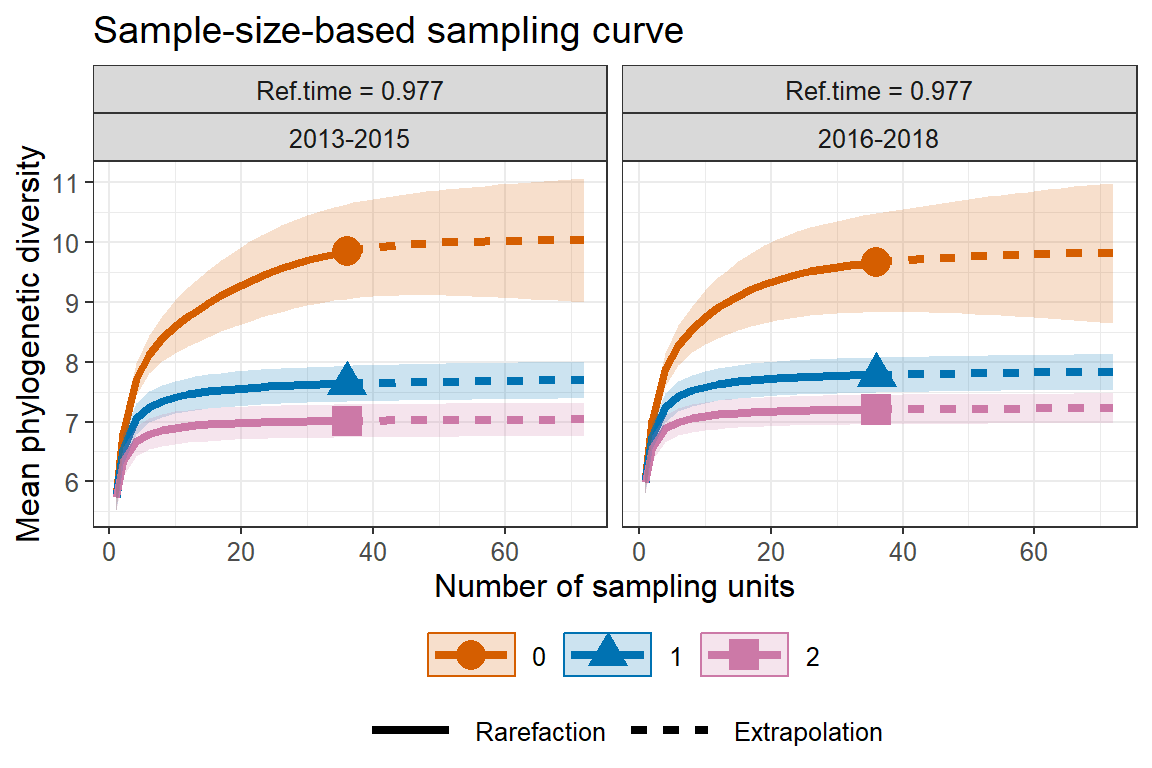 Sample-size-based sampling curve
Ref.time = 0.977
Ref.time = 0.977
2013-2015
2016-2018
Mean phylogenetic diversity
11
10
9
8
7
6
0 20 40 60
0 20 40 60
Number of sampling units
0 1 2
Rarefaction Extrapolation